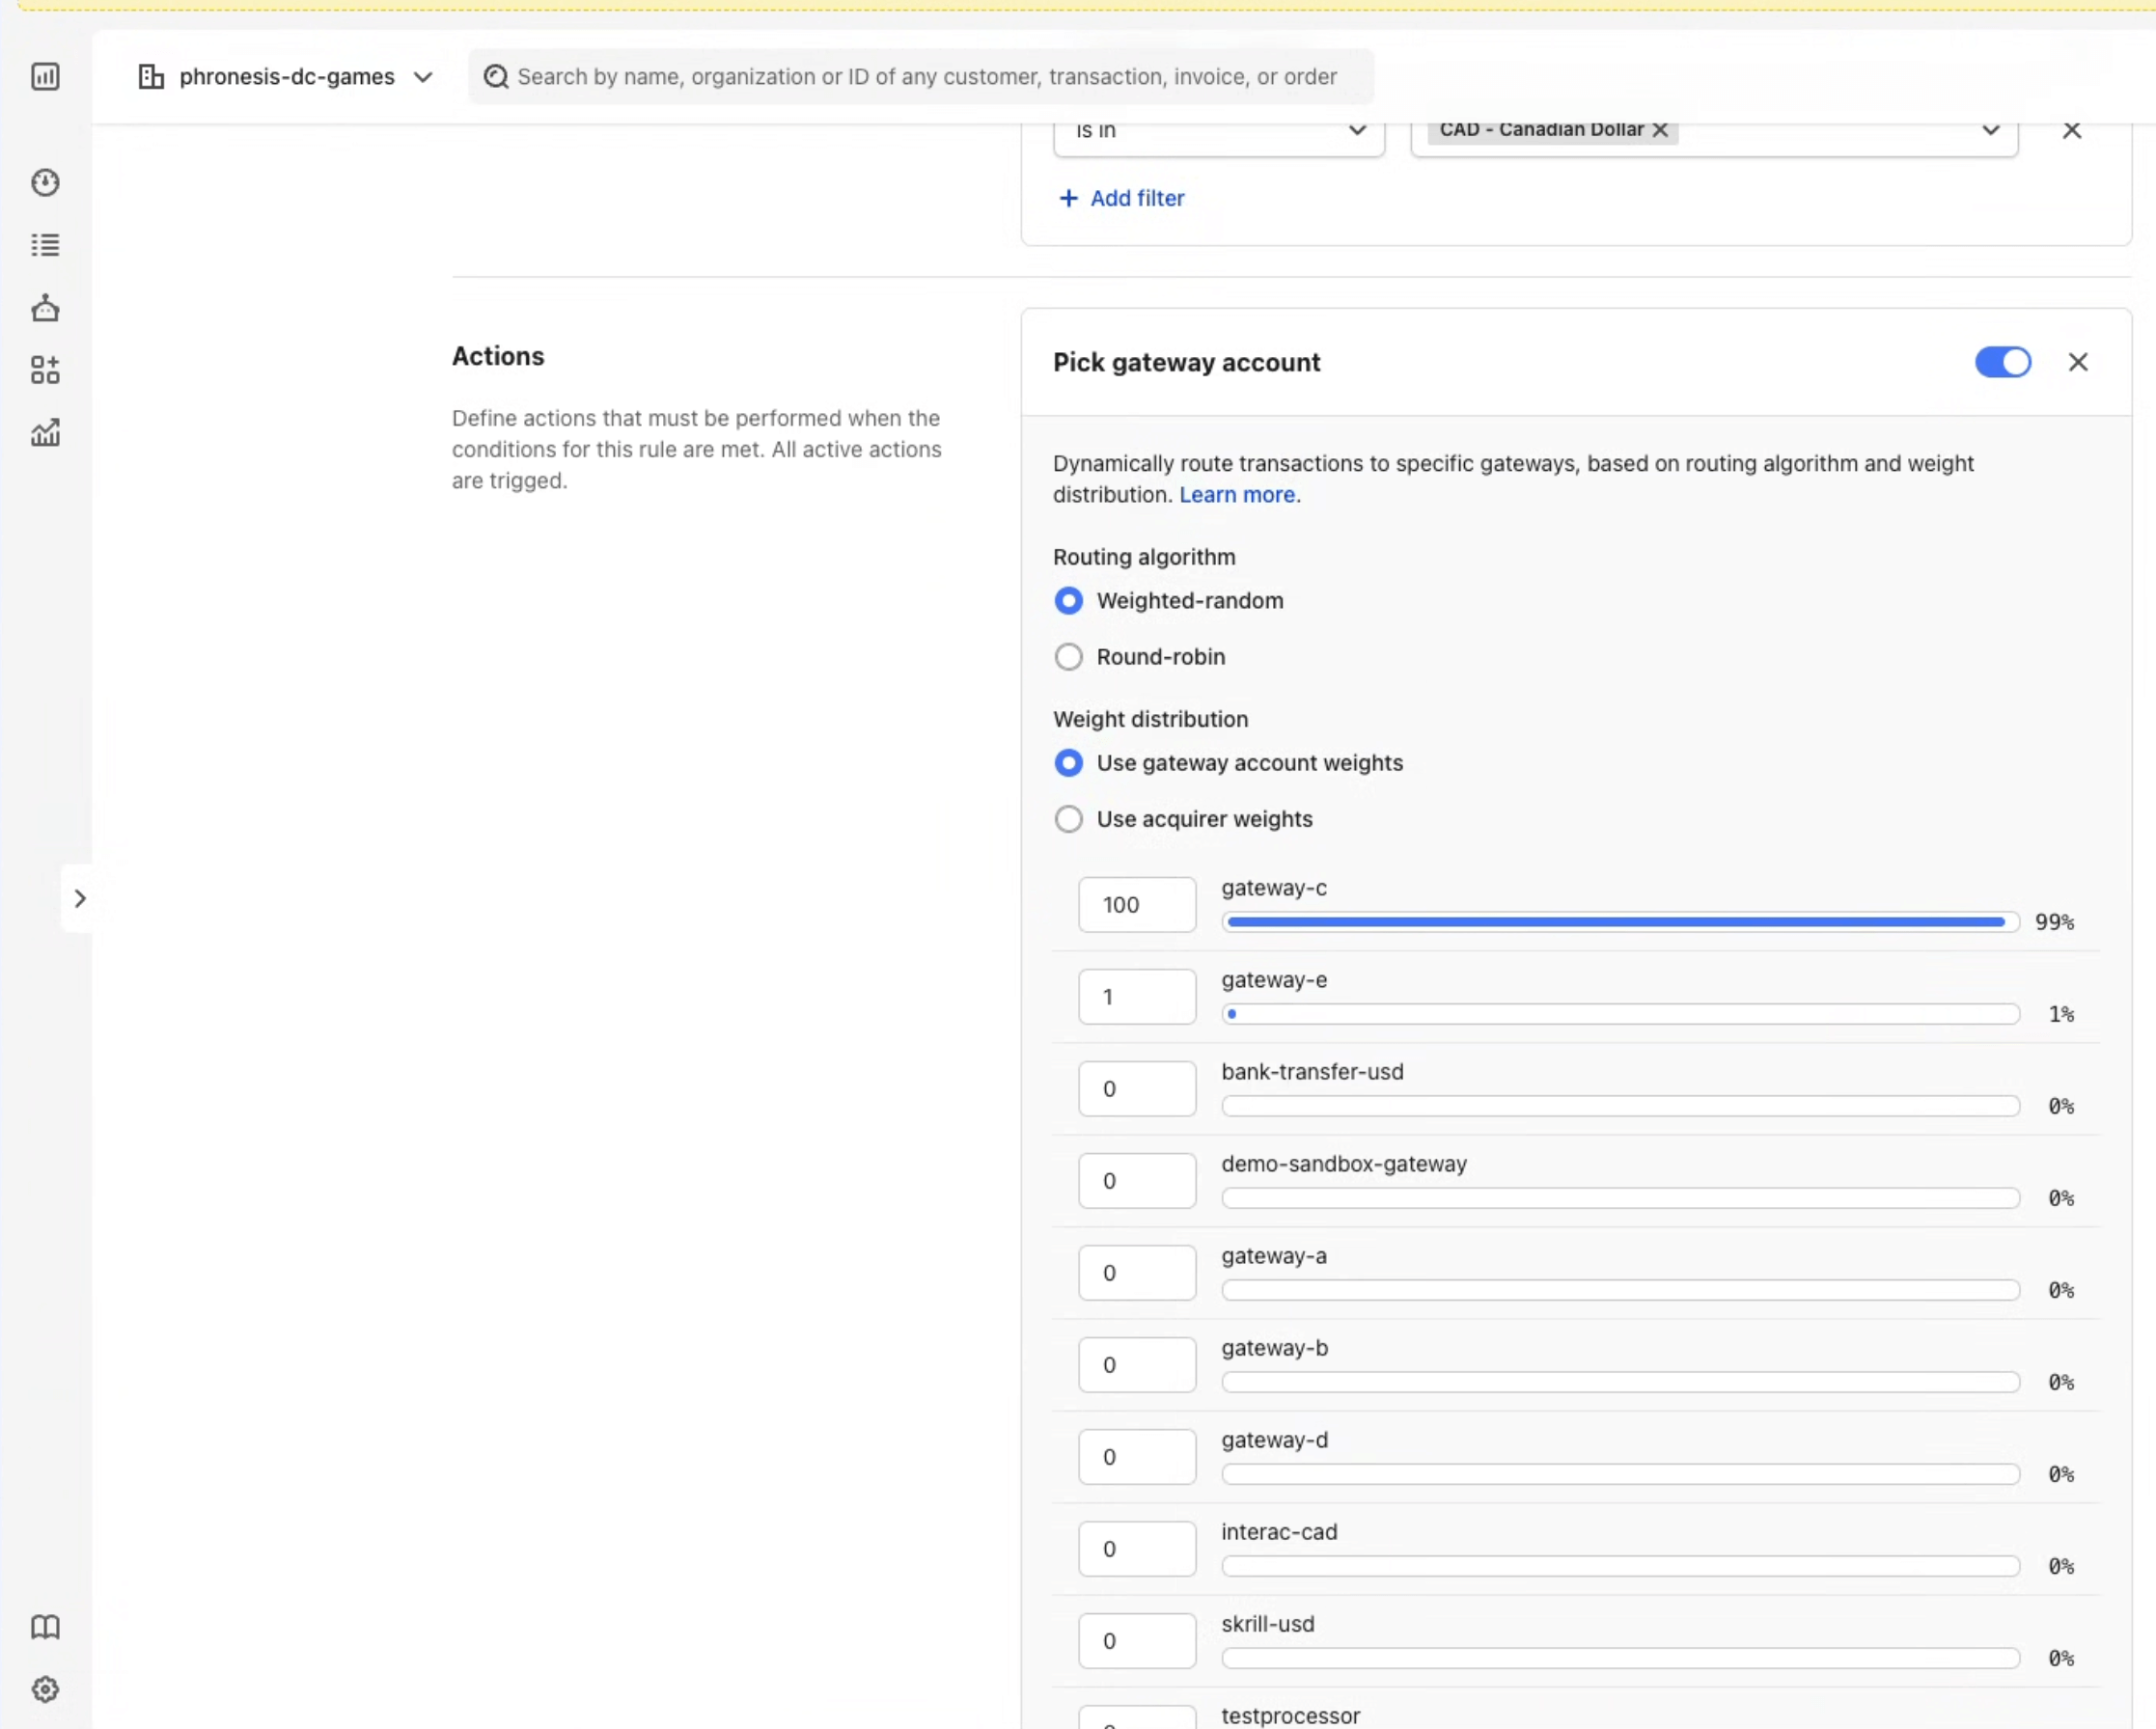 phronesis-dc-games
Search by name, organization or ID of any customer, transaction, invoice, or order
is in
CAD - Canadian Dollar
+ Add filter
Actions
Define actions that must be performed when the
conditions for this rule are met. All active actions
are trigged.
Pick gateway account
Dynamically route transactions to specific gateways, based on routing algorithm and weight
distribution. Learn more.
Routing algorithm
Weighted-random
Round-robin
Weight distribution
Use gateway account weights
Use acquirer weights
100 gateway-c 99%
1 gateway-e 1%
0 bank-transfer-usd 0%
0 demo-sandbox-gateway 0%
0 gateway-a 0%
0 gateway-b 0%
0 gateway-d 0%
0 interac-cad 0%
0 skrill-usd 0%
testprocessor